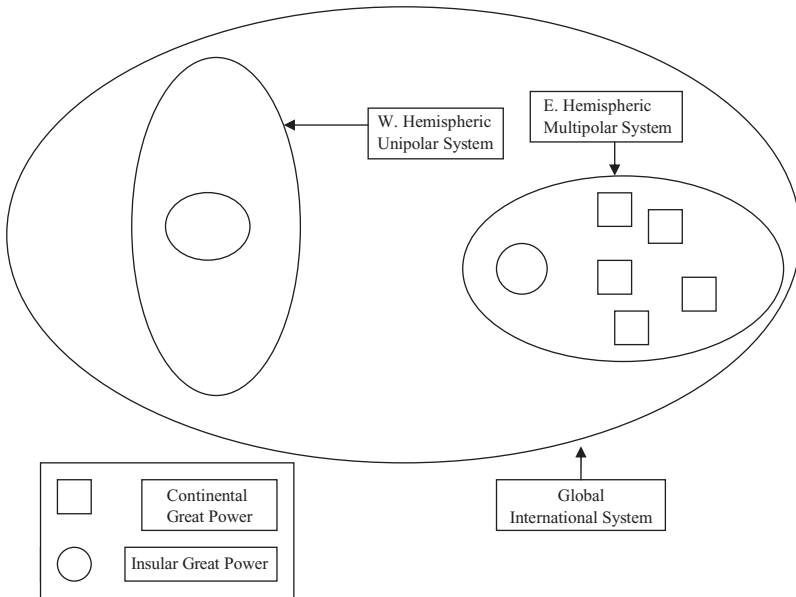 W. Hemispheric
Unipolar System
E. Hemispheric
Multipolar System
Continental
Great Power
Insular Great Power
Global
International System